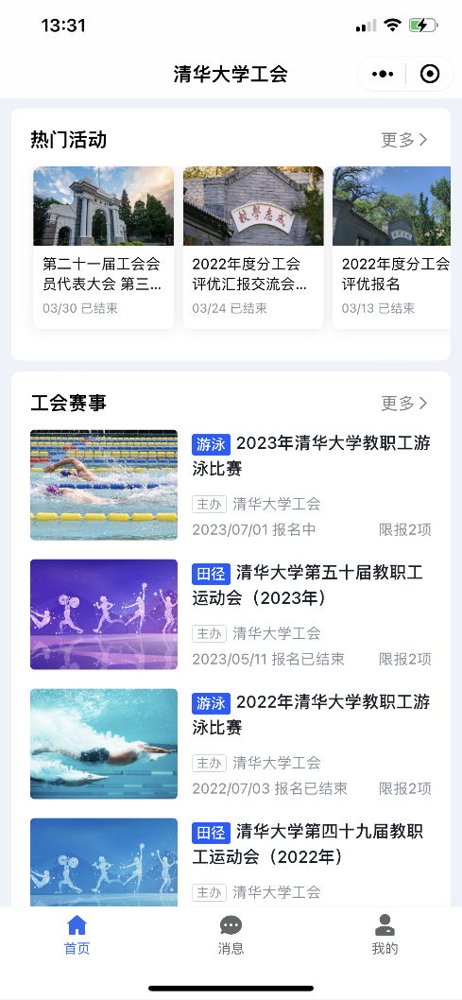 13:31
清华大学工会
热门活动
更多
校學志成
第二十一届工会会
员代表大会 第三...
03/30 已结束
2022年度分工会
评优汇报交流会...
03/24 已结束
2022年度分工会
评优报名
03/13 已结束
工会赛事
更多
游泳 2023年清华大学教职工游
泳比赛
主办 清华大学工会
2023/07/01 报名中 限报2项
田径 清华大学第五十届教职工
运动会（2023年）
主办 清华大学工会
2023/05/11 报名已结束 限报2项
游泳 2022年清华大学教职工游
泳比赛
主办 清华大学工会
2022/07/03 报名已结束 限报2项
田径 清华大学第四十九届教职
工运动会（2022年）
主办 清华大学工会
首页
消息
我的